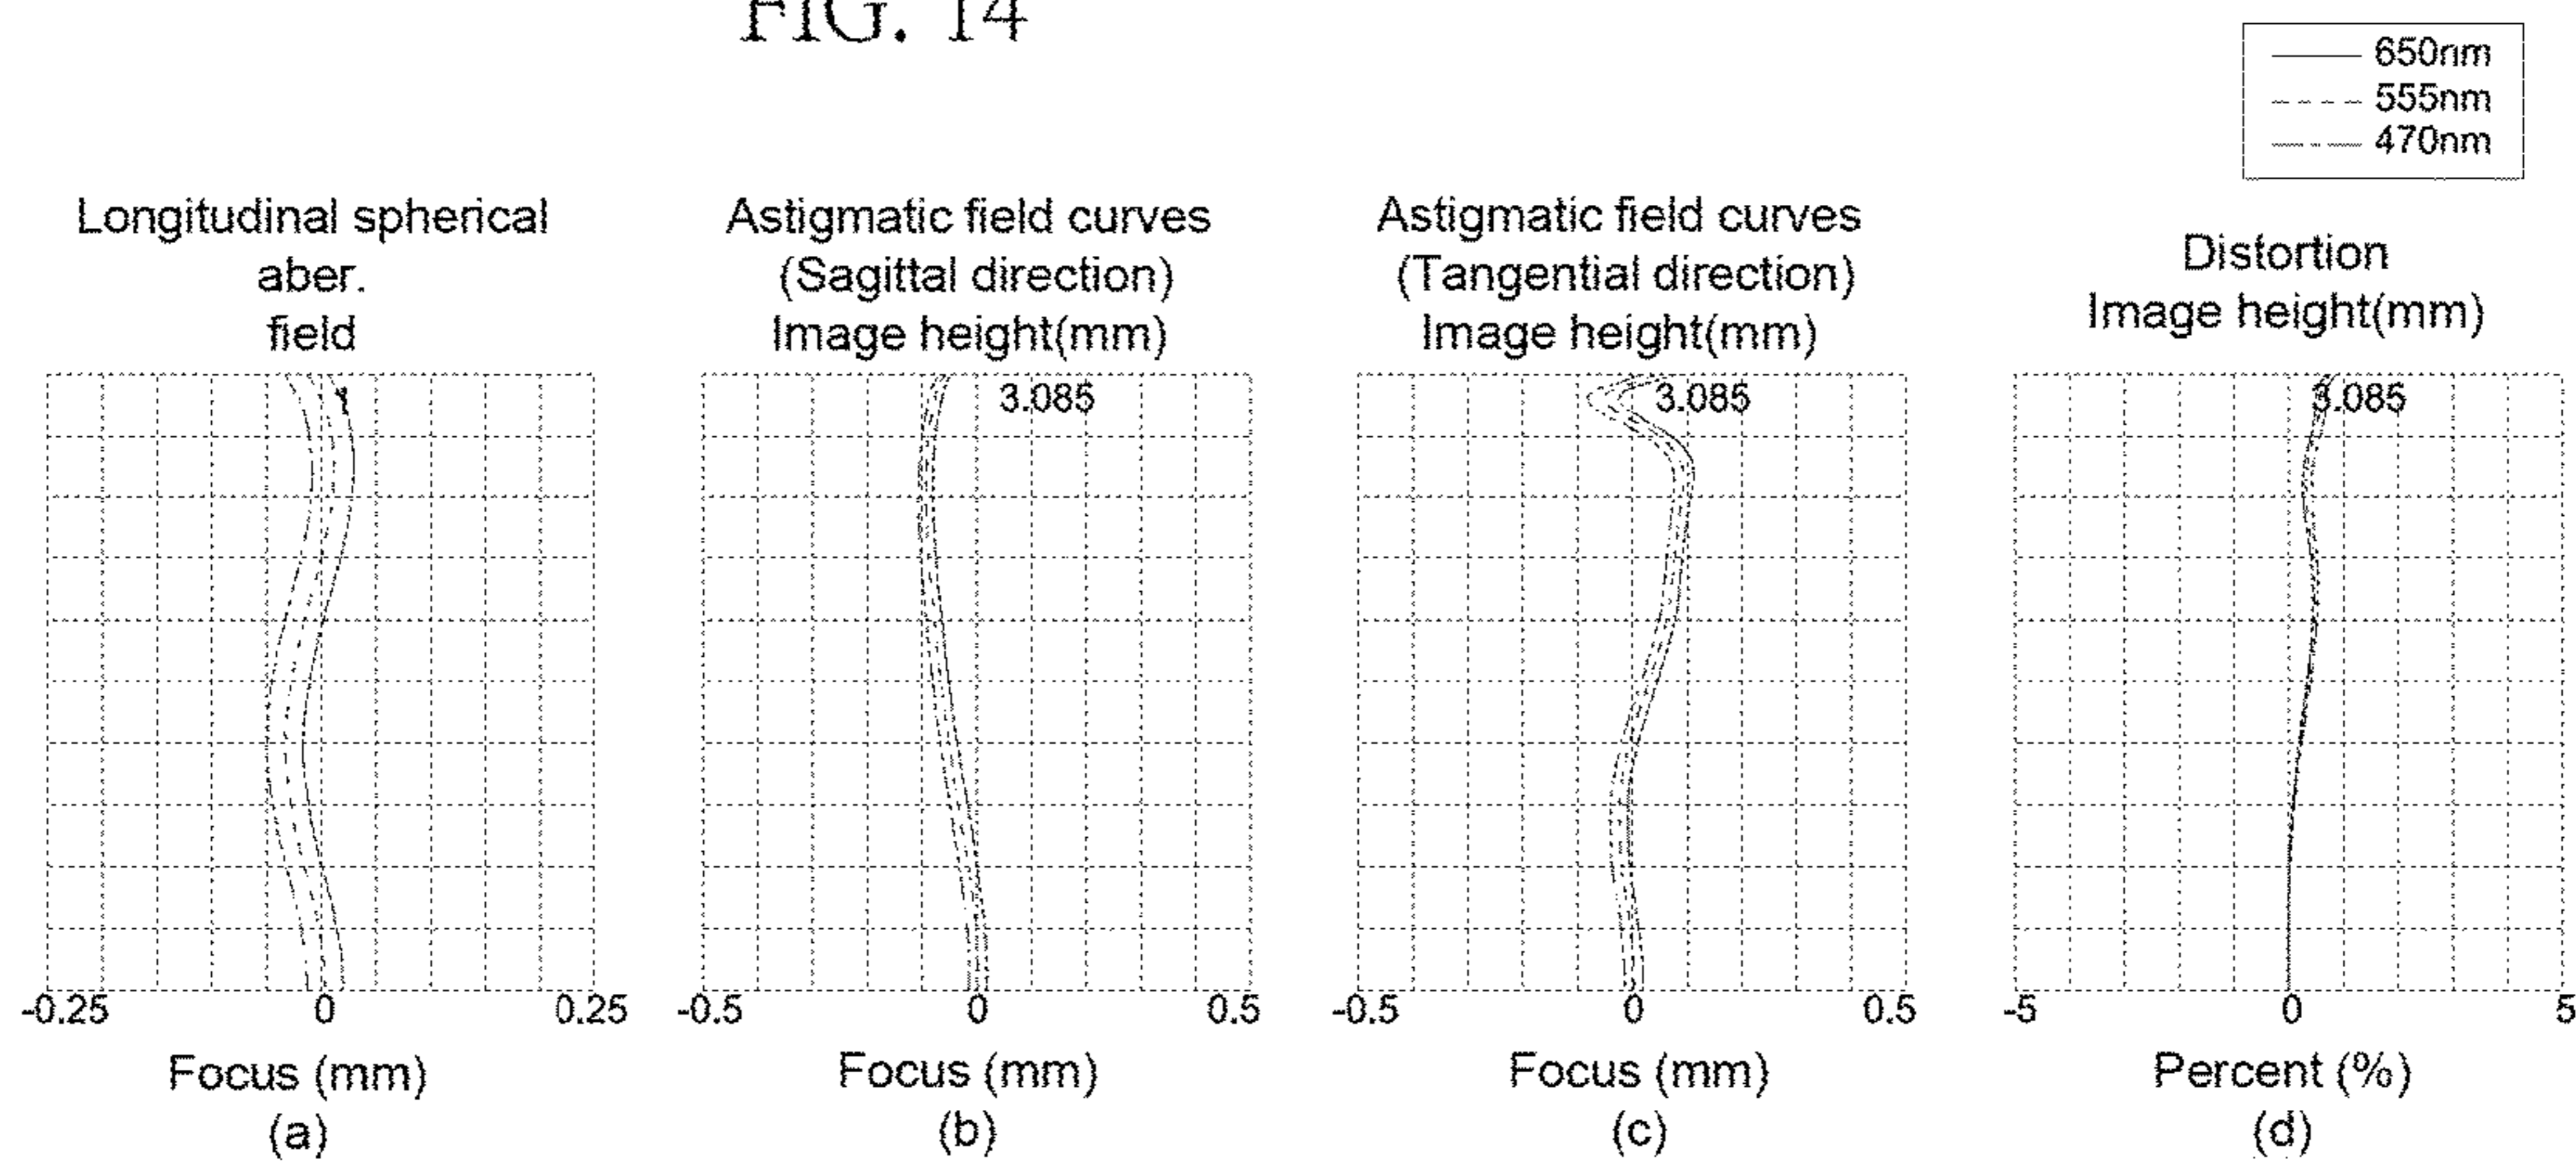 FIG. 14
650nm
555nm
470nm
Longitudinal spherical
aber.
field
-0.25 0 0.25
Focus (mm)
(a)
Astigmatic field curves
(Sagittal direction)
Image height(mm)
3.085
-0.5 0 0.5
Focus (mm)
(b)
Astigmatic field curves
(Tangential direction)
Image height(mm)
3.085
-0.5 0 0.5
Focus (mm)
(c)
Distortion
Image height(mm)
3.085
-5 0 5
Percent (%)
(d)